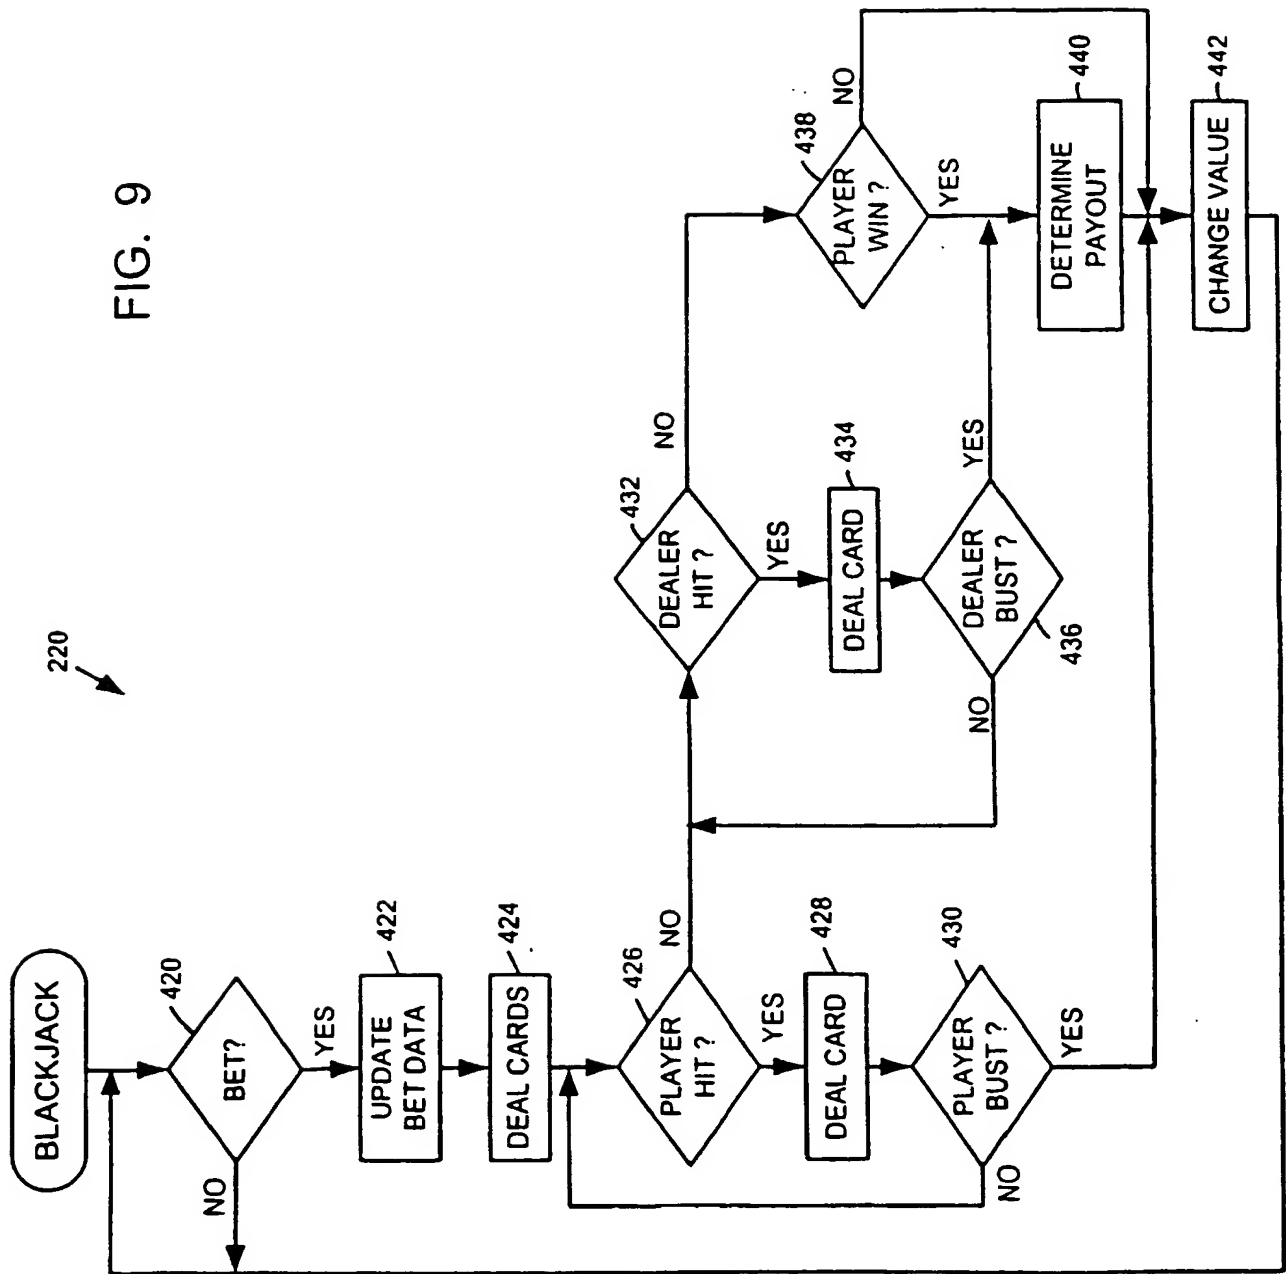 FIG. 9
220
BLACKJACK
420
BET?
NO
YES
422
UPDATE
BET DATA
424
DEAL CARDS
426
PLAYER
HIT ?
NO
YES
428
DEAL CARD
430
PLAYER
BUST ?
NO
YES
432
DEALER
HIT ?
NO
YES
434
DEAL CARD
DEALER
BUST ?
436
NO
YES
438
PLAYER
WIN ?
NO
YES
440
DETERMINE
PAYOUT
442
CHANGE VALUE